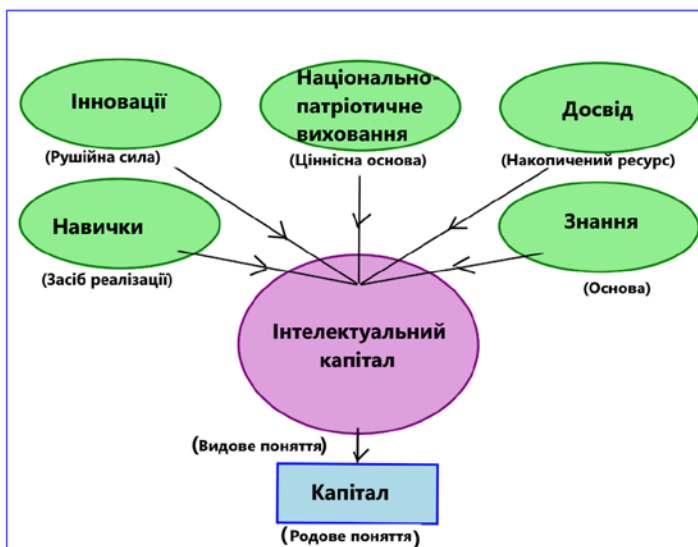 Інновації
(Рушійна сила)
Національно-
патріотичне
виховання
(Ціннісна основа)
Досвід
(Накопичений ресурс)
Навички
(Засіб реалізації)
Знання
(Основа)
Інтелектуальний
капітал
(Видове поняття)
Капітал
(Родове поняття)